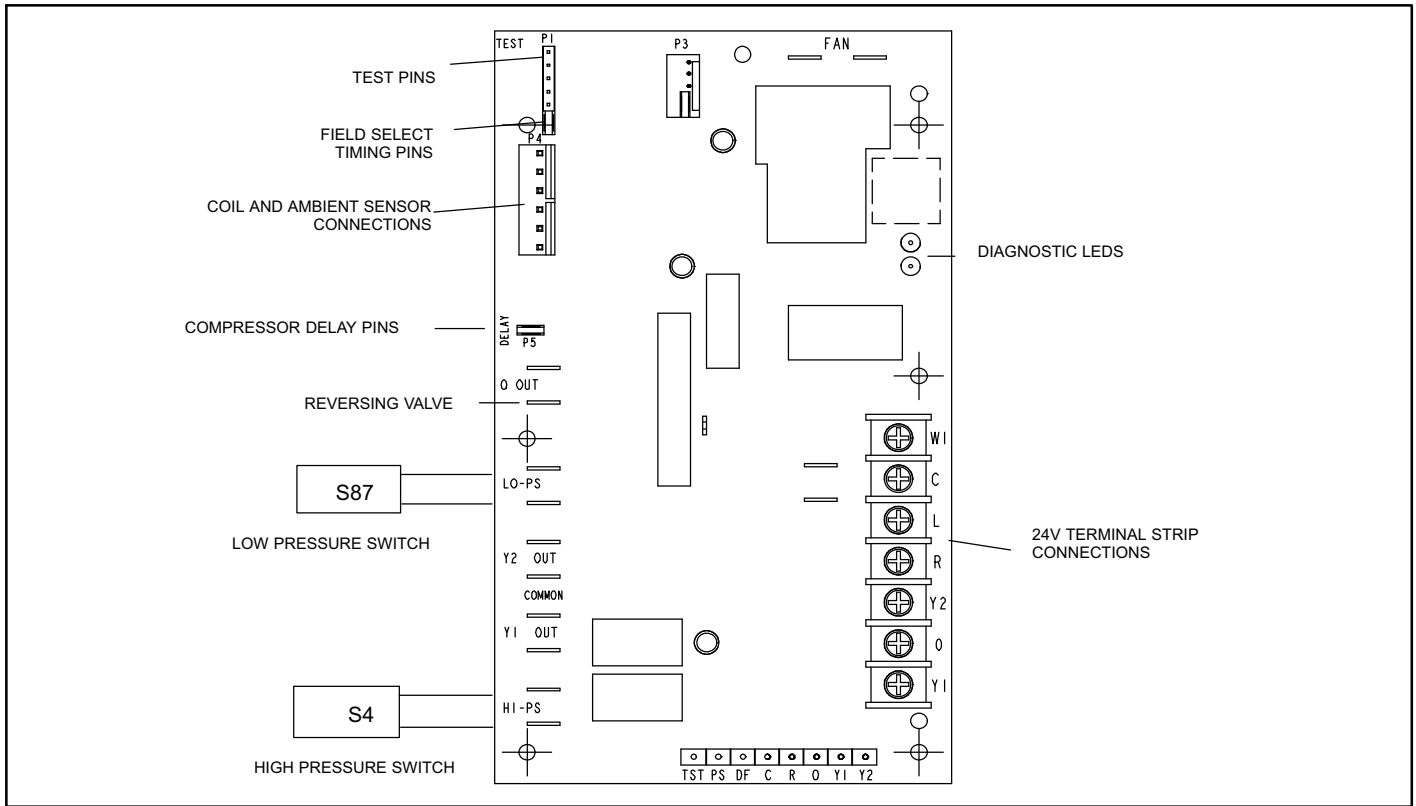 TEST P1 P3 FAN
TEST PINS
FIELD SELECT
TIMING PINS
P4
COIL AND AMBIENT SENSOR
CONNECTIONS
DIAGNOSTIC LEDS
COMPRESSOR DELAY PINS
DELAY
P5
O OUT
REVERSING VALVE
W1
S87
LO-PS
C
LOW PRESSURE SWITCH
L
24V TERMINAL STRIP
CONNECTIONS
Y2 OUT
R
COMMON
Y2
Y1 OUT
O
Y1
S4
HI-PS
HIGH PRESSURE SWITCH
TST PS DF C R O Y1 Y2